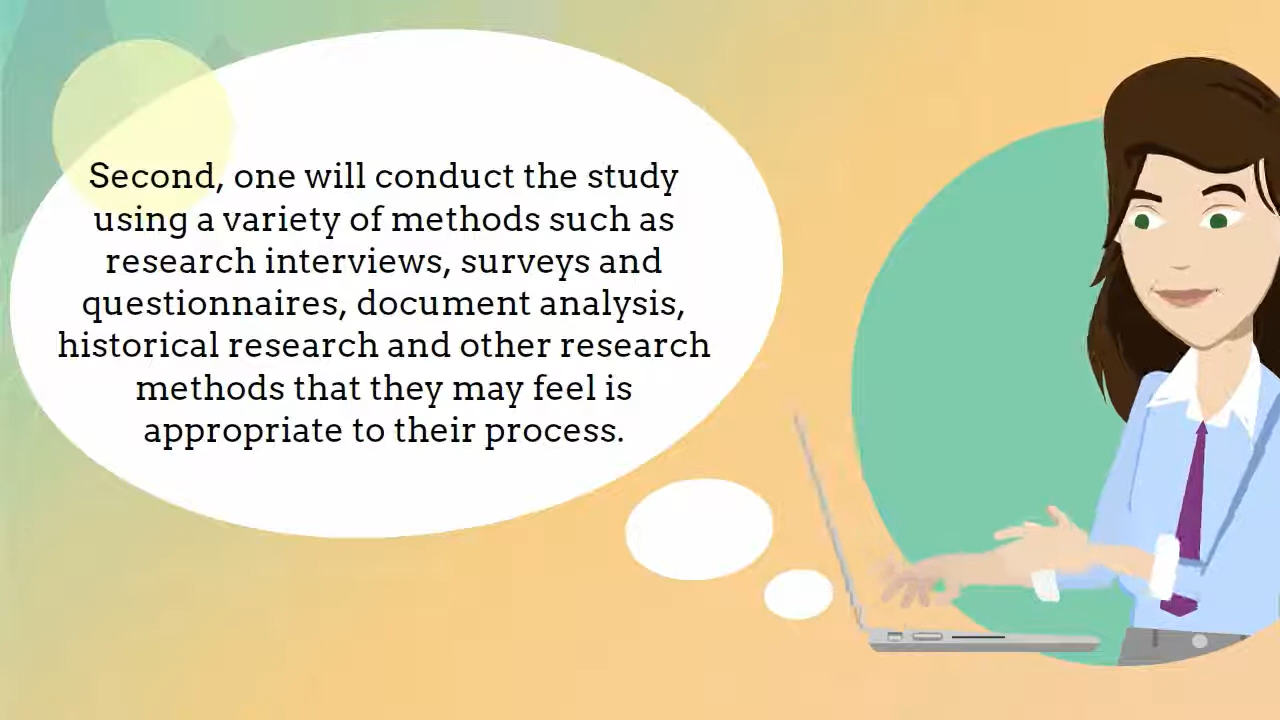 Second, one will conduct the study
using a variety of methods such as
research interviews, surveys and
questionnaires, document analysis,
historical research and other research
methods that they may feel is
appropriate to their process.